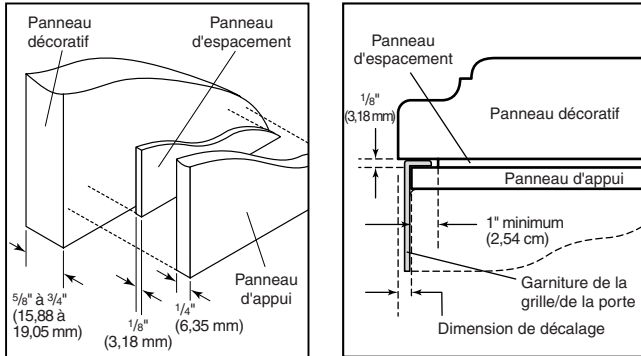 Panneau
décoratif
Panneau
d'espacement
Panneau
d'appui
5/8" à 3/4"
(15,88 à
19,05 mm)
1/8"
(3,18 mm)
1/4"
(6,35 mm)
Panneau
d'espacement
1/8"
(3,18 mm)
Panneau décoratif
Panneau d'appui
1" minimum
(2,54 cm)
Garniture de la
grille/de la porte
Dimension de décalage